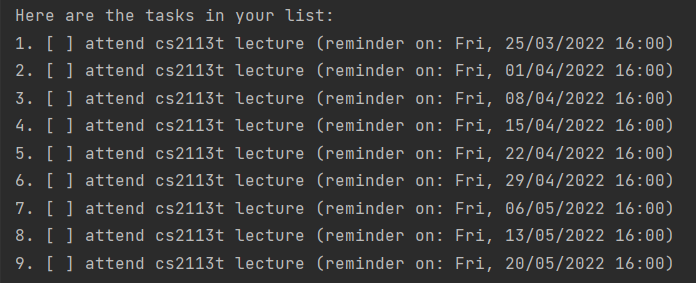 Here are the tasks in your list:
1. [ ] attend cs2113t lecture (reminder on: Fri, 25/03/2022 16:00)
2. [ ] attend cs2113t lecture (reminder on: Fri, 01/04/2022 16:00)
3. [ ] attend cs2113t lecture (reminder on: Fri, 08/04/2022 16:00)
4. [ ] attend cs2113t lecture (reminder on: Fri, 15/04/2022 16:00)
5. [ ] attend cs2113t lecture (reminder on: Fri, 22/04/2022 16:00)
6. [ ] attend cs2113t lecture (reminder on: Fri, 29/04/2022 16:00)
7. [ ] attend cs2113t lecture (reminder on: Fri, 06/05/2022 16:00)
8. [ ] attend cs2113t lecture (reminder on: Fri, 13/05/2022 16:00)
9. [ ] attend cs2113t lecture (reminder on: Fri, 20/05/2022 16:00)